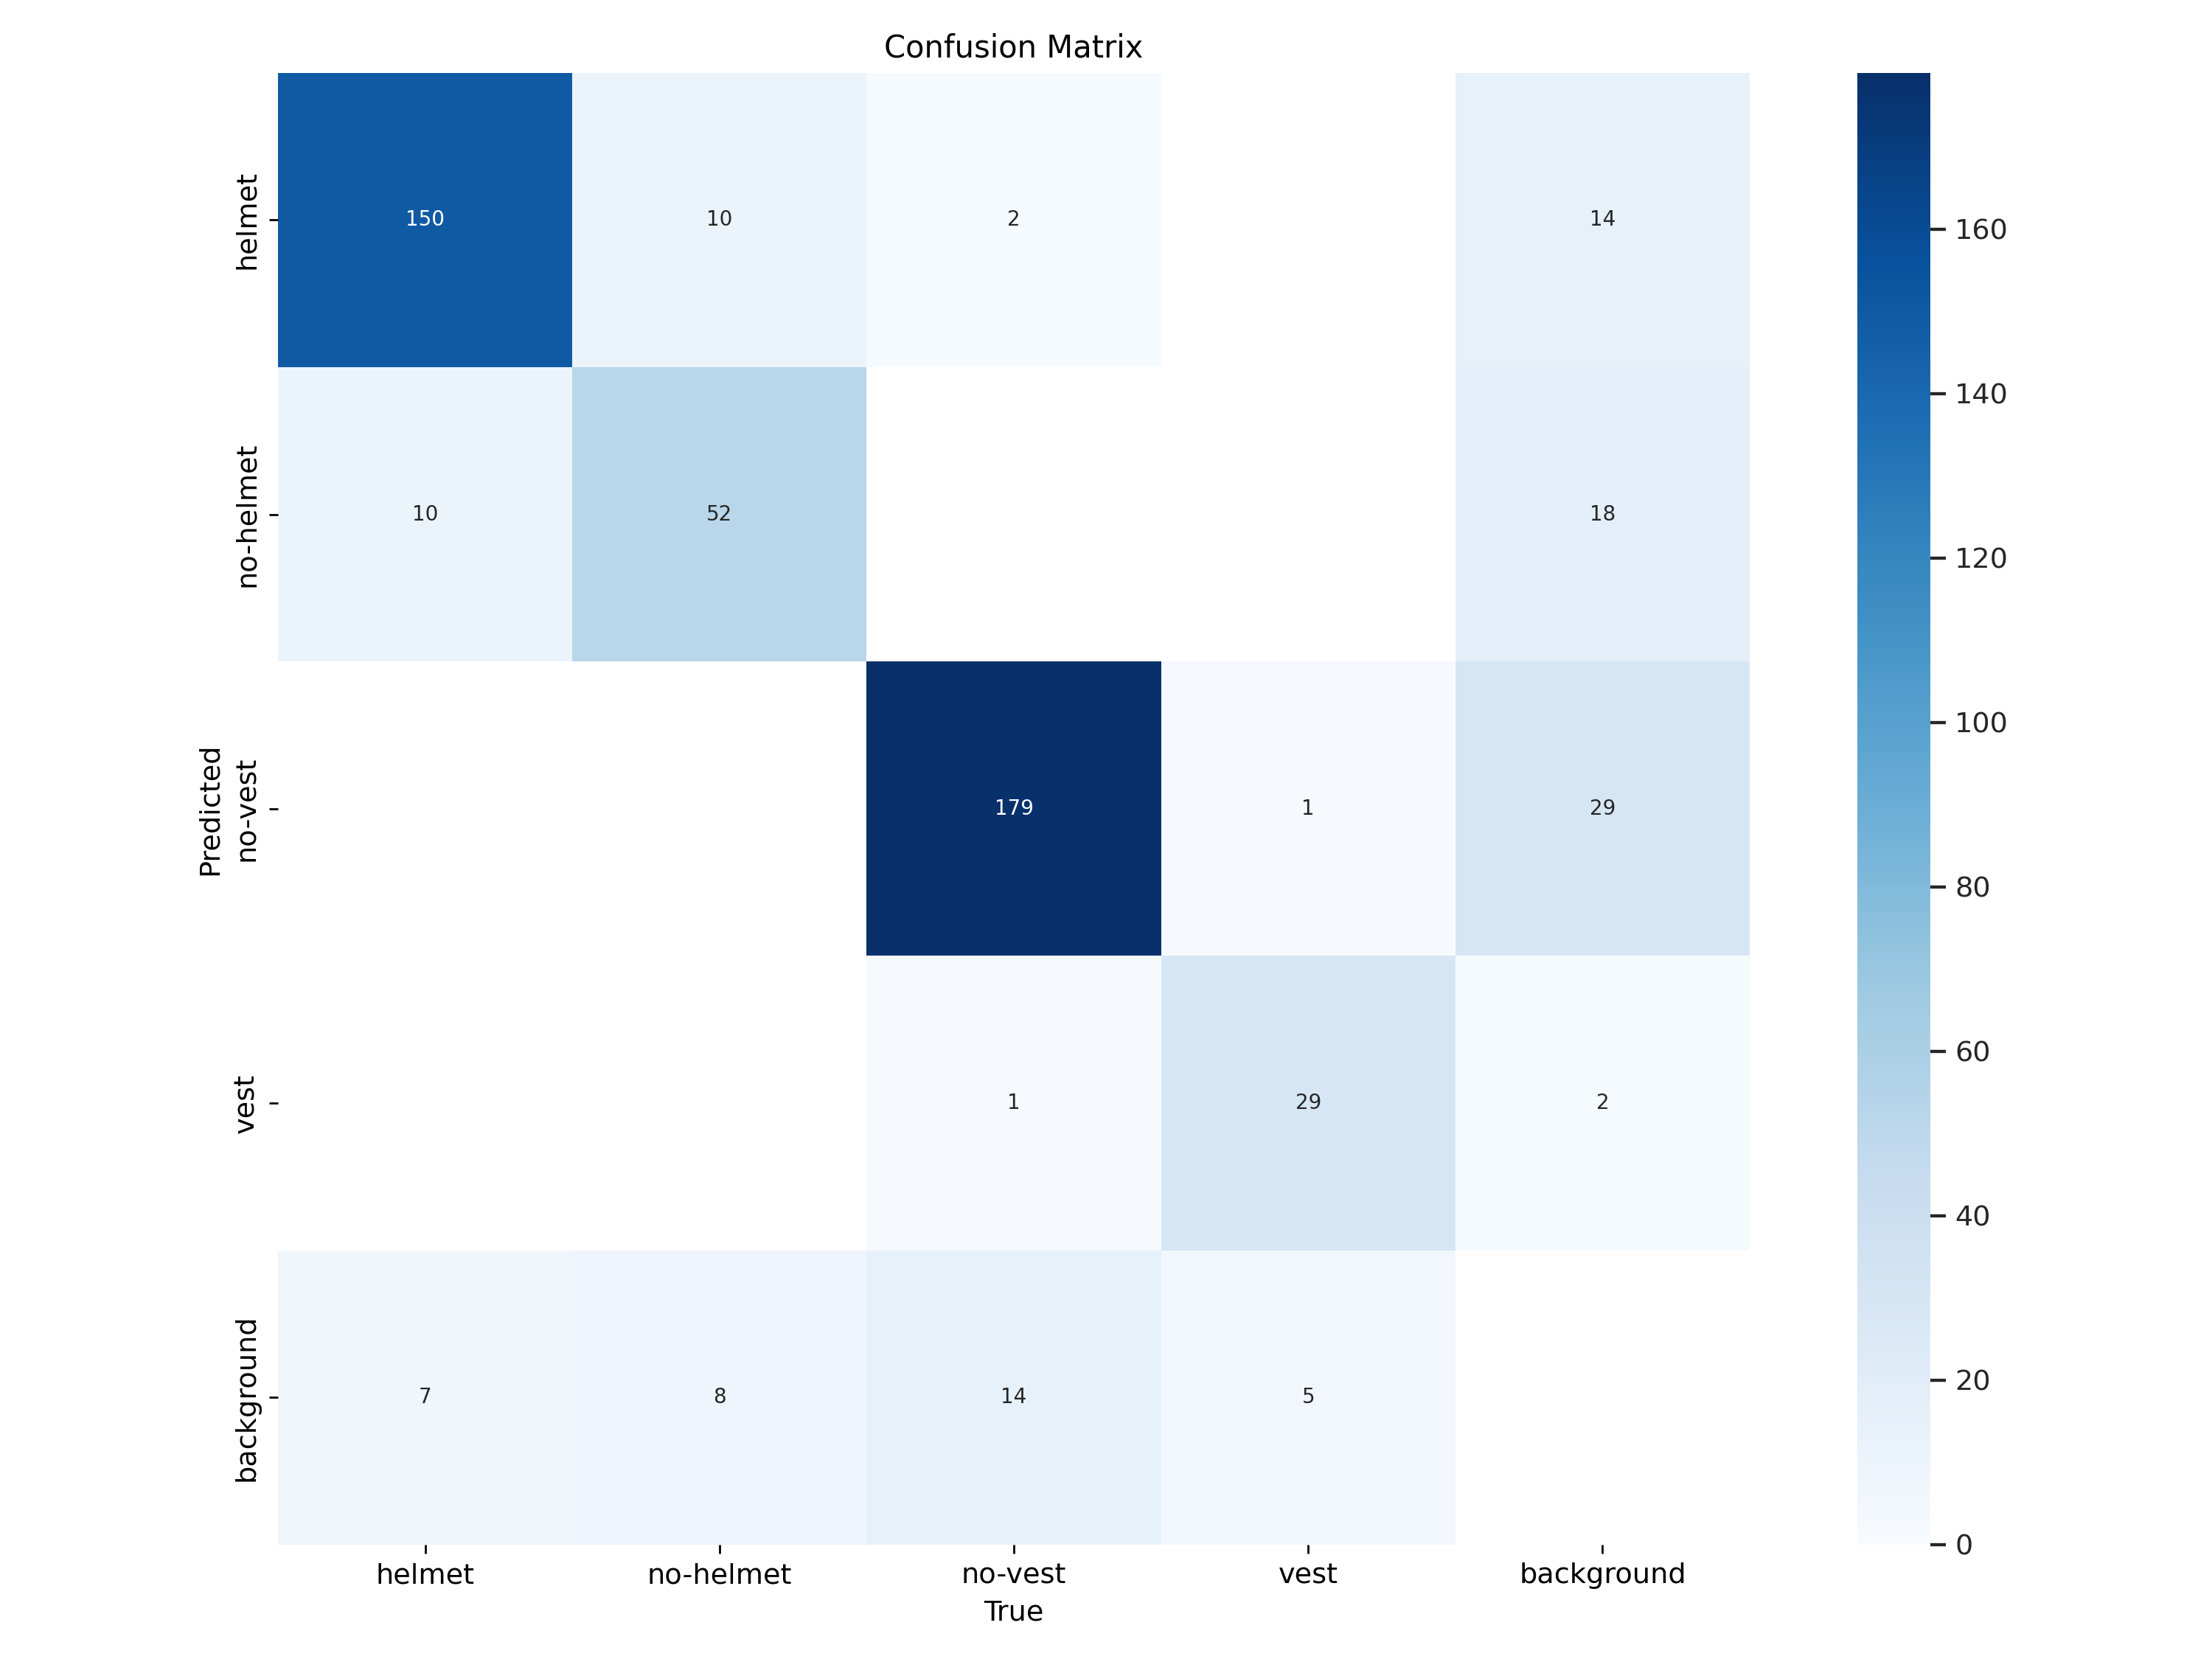 Confusion Matrix
helmet
150
10
2
14
160
140
no-helmet
10
52
18
120
100
Predicted
no-vest
179
1
29
80
60
vest
1
29
2
40
background
7
8
14
5
20
0
helmet
no-helmet
no-vest
vest
background
True